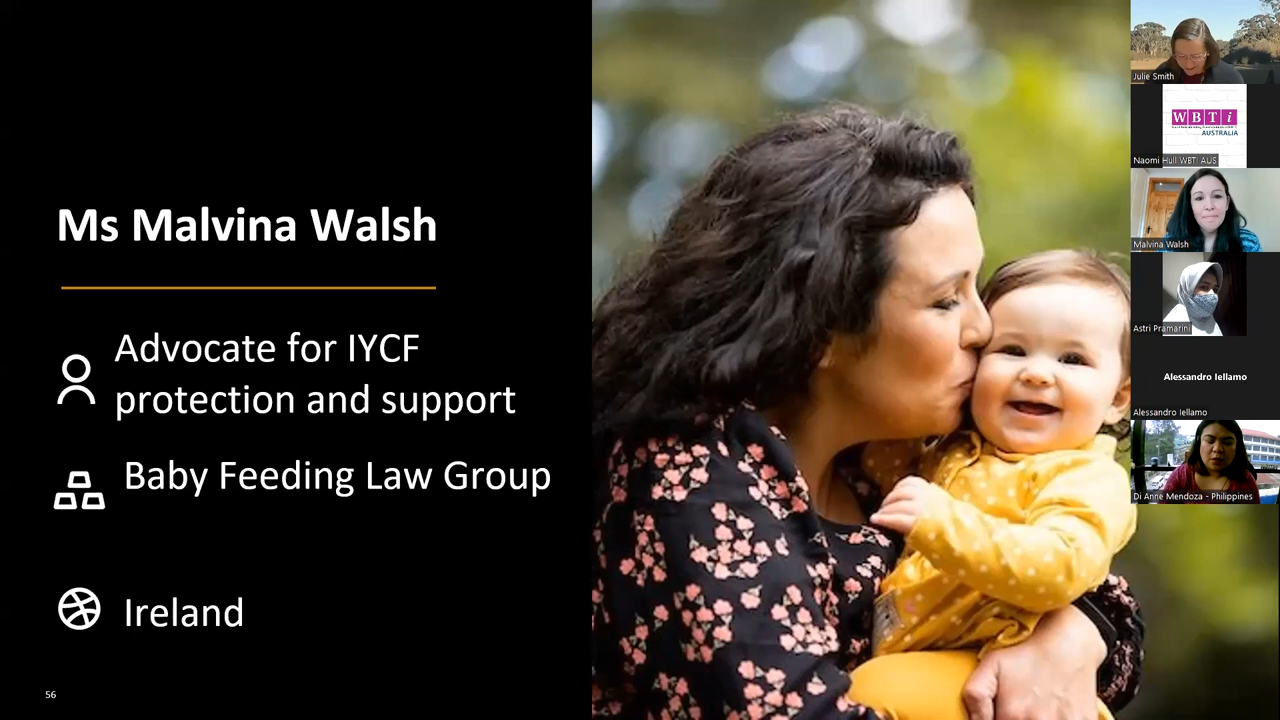 Ms Malvina Walsh
Advocate for IYCF
protection and support
Baby Feeding Law Group
Ireland
56
Julie Smith
WBTi
AUSTRALIA
Naomi Hull WBTi AUS
Malvina Walsh
Astri Pramarini
Alessandro Iellamo
Alessandro Iellamo
Di Anne Mendoza - Philippines